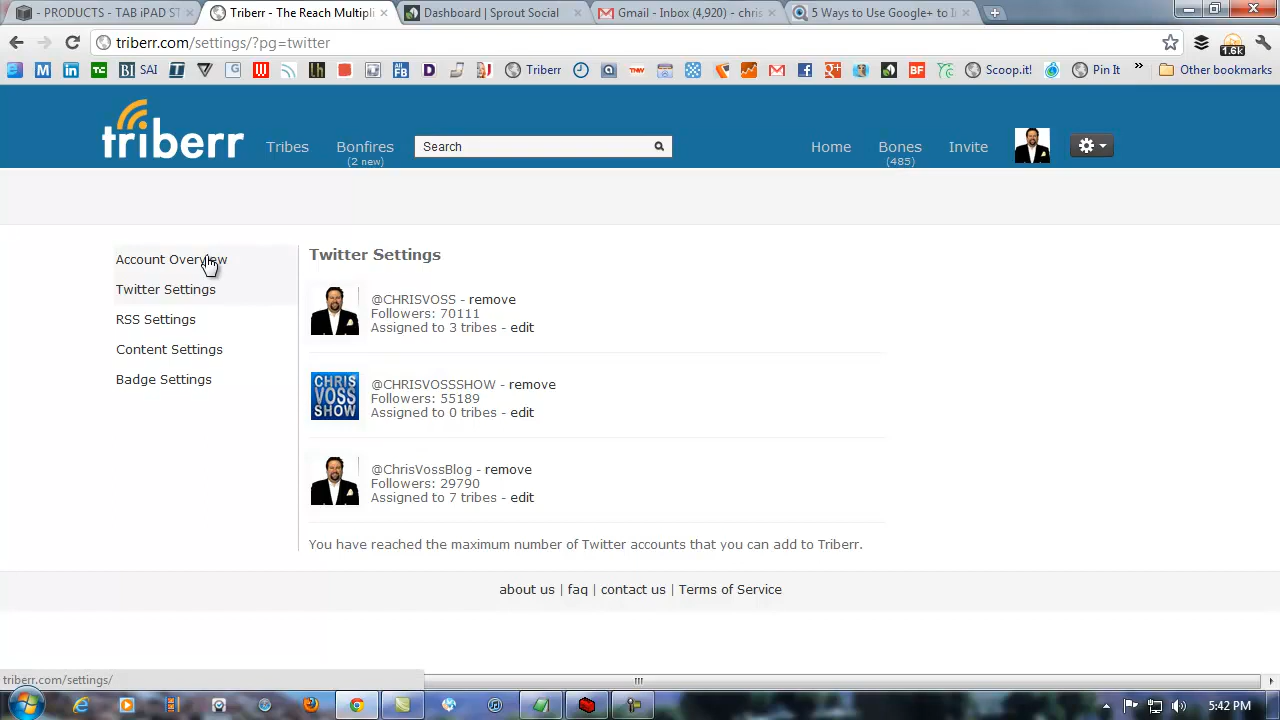 - PRODUCTS - TAB iPAD ST
Triberr - The Reach Multipli
Dashboard | Sprout Social
Gmail - Inbox (4,920) - chris
5 Ways to Use Google+ to I
triberr.com/settings/?pg=twitter
1.6k
SAI
Triberr
Scoop.it!
Pin It
Other bookmarks
triberr
Tribes
Bonfires
(2 new)
Search
Home
Bones
(485)
Invite
Account Overview
Twitter Settings
RSS Settings
Content Settings
Badge Settings
Twitter Settings
@CHRISVOSS - remove
Followers: 70111
Assigned to 3 tribes - edit
CHRIS
VOSS
SHOW
@CHRISVOSSSHOW - remove
Followers: 55189
Assigned to 0 tribes - edit
@ChrisVossBlog - remove
Followers: 29790
Assigned to 7 tribes - edit
You have reached the maximum number of Twitter accounts that you can add to Triberr.
about us | faq | contact us | Terms of Service
triberr.com/settings/
5:42 PM